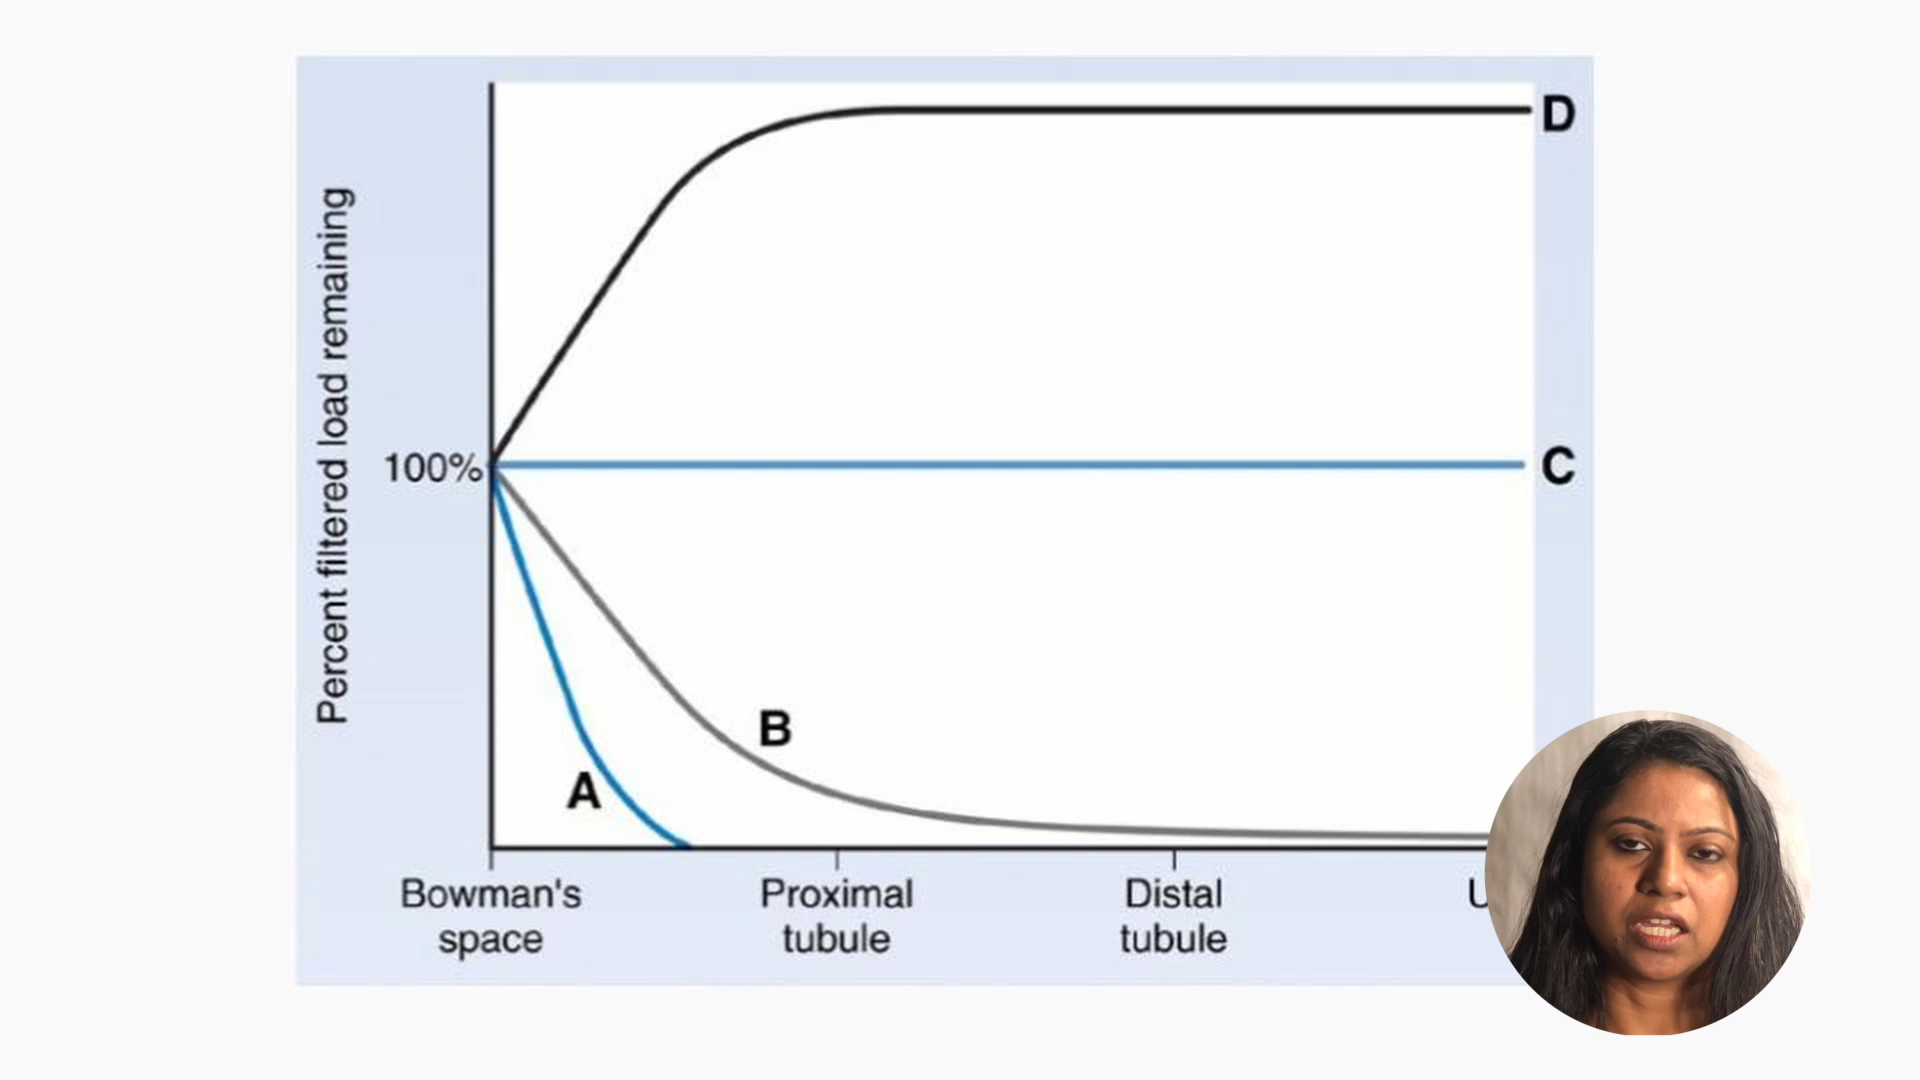 D
Percent filtered load remaining
100%
C
B
A
Bowman's
space
Proximal
tubule
Distal
tubule